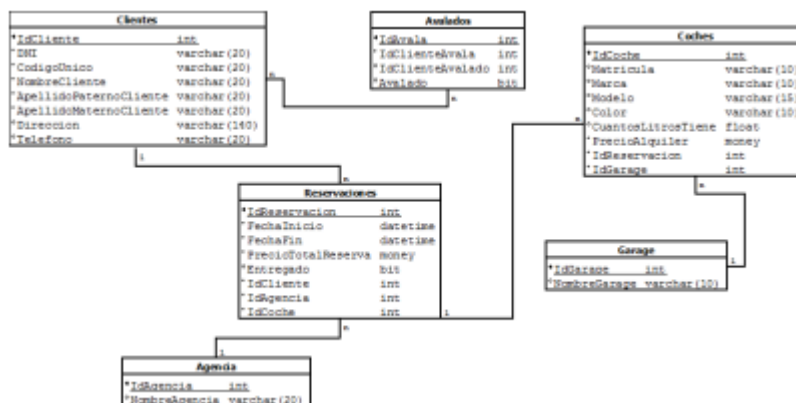 Clientes
*IdCliente int
*DNI varchar(20)
*CodigoUnico varchar(20)
*NombreCliente varchar(20)
*ApellidoPaternoCliente varchar(20)
*ApellidoMaternoCliente varchar(20)
*Direccion varchar(140)
*Telefono varchar(20)
Avalados
*IdAvala int
*IdClienteAvala int
*IdClienteAvalado int
*Avalado bit
Coches
*IdCoche int
*Matricula varchar(10)
*Marca varchar(10)
*Modelo varchar(15)
*Color varchar(10)
*CuantosLitrosTiene float
*PrecioAlquiler money
*IdReservacion int
*IdGarage int
n
n
n
1
n
Reservaciones
*IdReservacion int
*FechaInicio datetime
*FechaFin datetime
*PrecioTotalReserva money
*Entregado bit
*IdCliente int
*IdAgencia int
*IdCoche int
n
Garage
*IdGarage int
*NombreGarage varchar(10)
1
1
n
1
Agencia
*IdAgencia int
*NombreAgencia varchar(20)